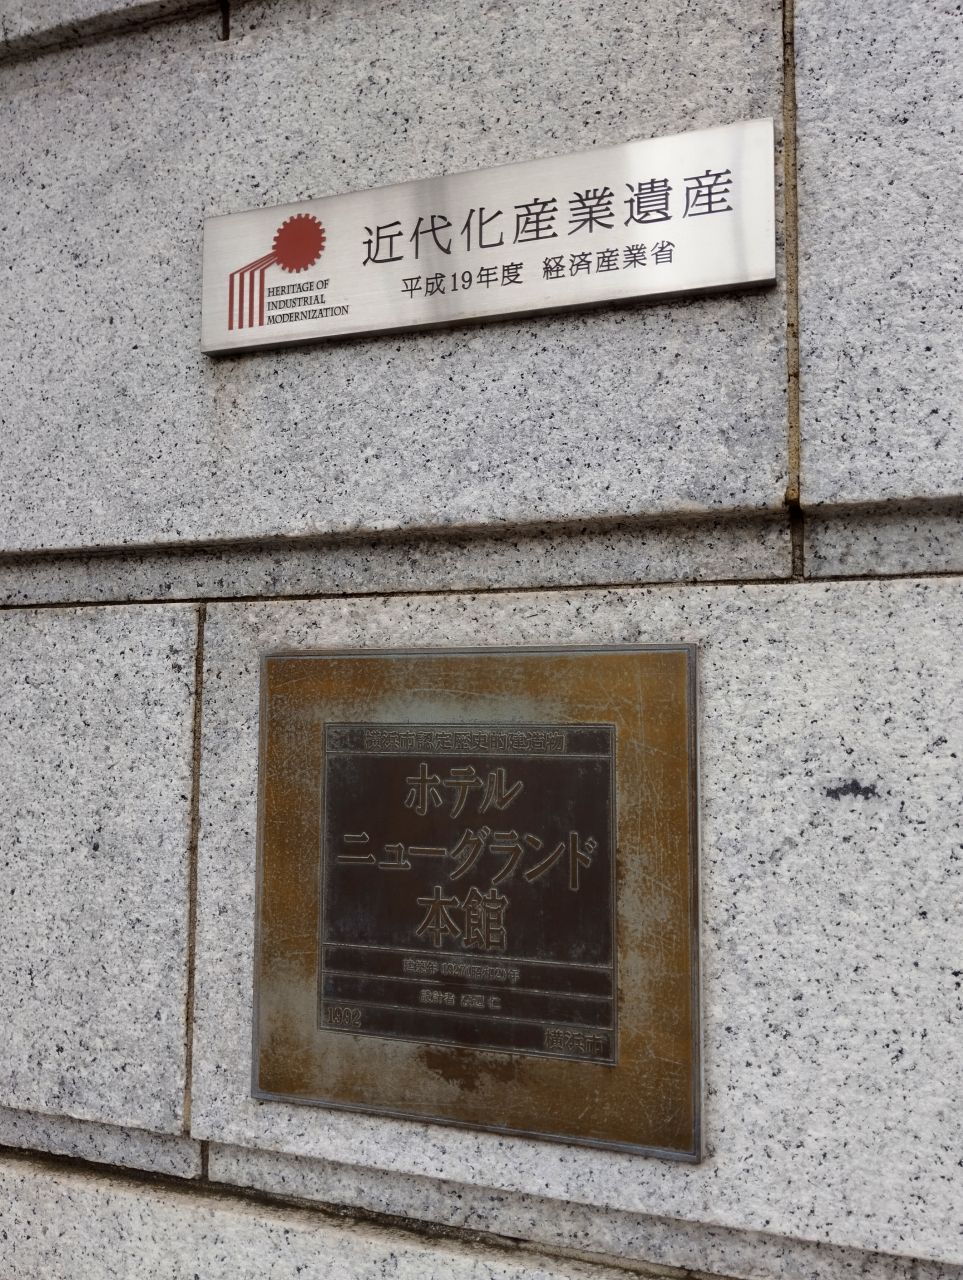 近代化産業遺産
平成19年度 経済産業省
HERITAGE OF
INDUSTRIAL
MODERNIZATION
横浜市認定歴史的建造物
ホテル
ニューグランド
本館
建築年 1927(昭和2)年
設計者 渡辺 仁
1992
横浜市